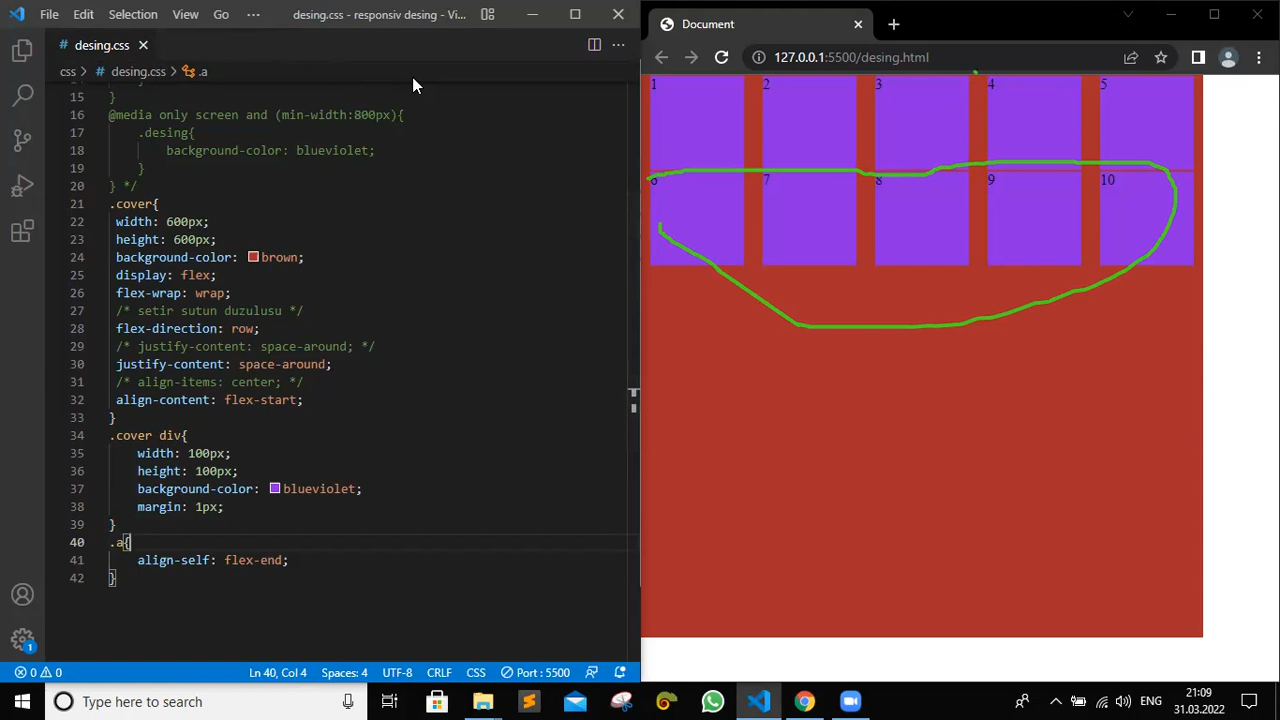 File Edit Selection View Go ··· desing.css - responsiv desing - Vi...
Document
# desing.css
127.0.0.1:5500/desing.html
css > # desing.css > .a
15 }
16 @media only screen and (min-width:800px){
17 .desing{
18 background-color: blueviolet;
19 }
20 } */
21 .cover{
22 width: 600px;
23 height: 600px;
24 background-color: brown;
25 display: flex;
26 flex-wrap: wrap;
27 /* setir sutun duzulusu */
28 flex-direction: row;
29 /* justify-content: space-around; */
30 justify-content: space-around;
31 /* align-items: center; */
32 align-content: flex-start;
33 }
34 .cover div{
35 width: 100px;
36 height: 100px;
37 background-color: blueviolet;
38 margin: 1px;
39 }
40 .a{
41 align-self: flex-end;
42 }
1 2 3 4 5
6 7 8 9 10
1
0 0 Ln 40, Col 4 Spaces: 4 UTF-8 CRLF CSS Port : 5500
Type here to search
ENG
21:09
31.03.2022